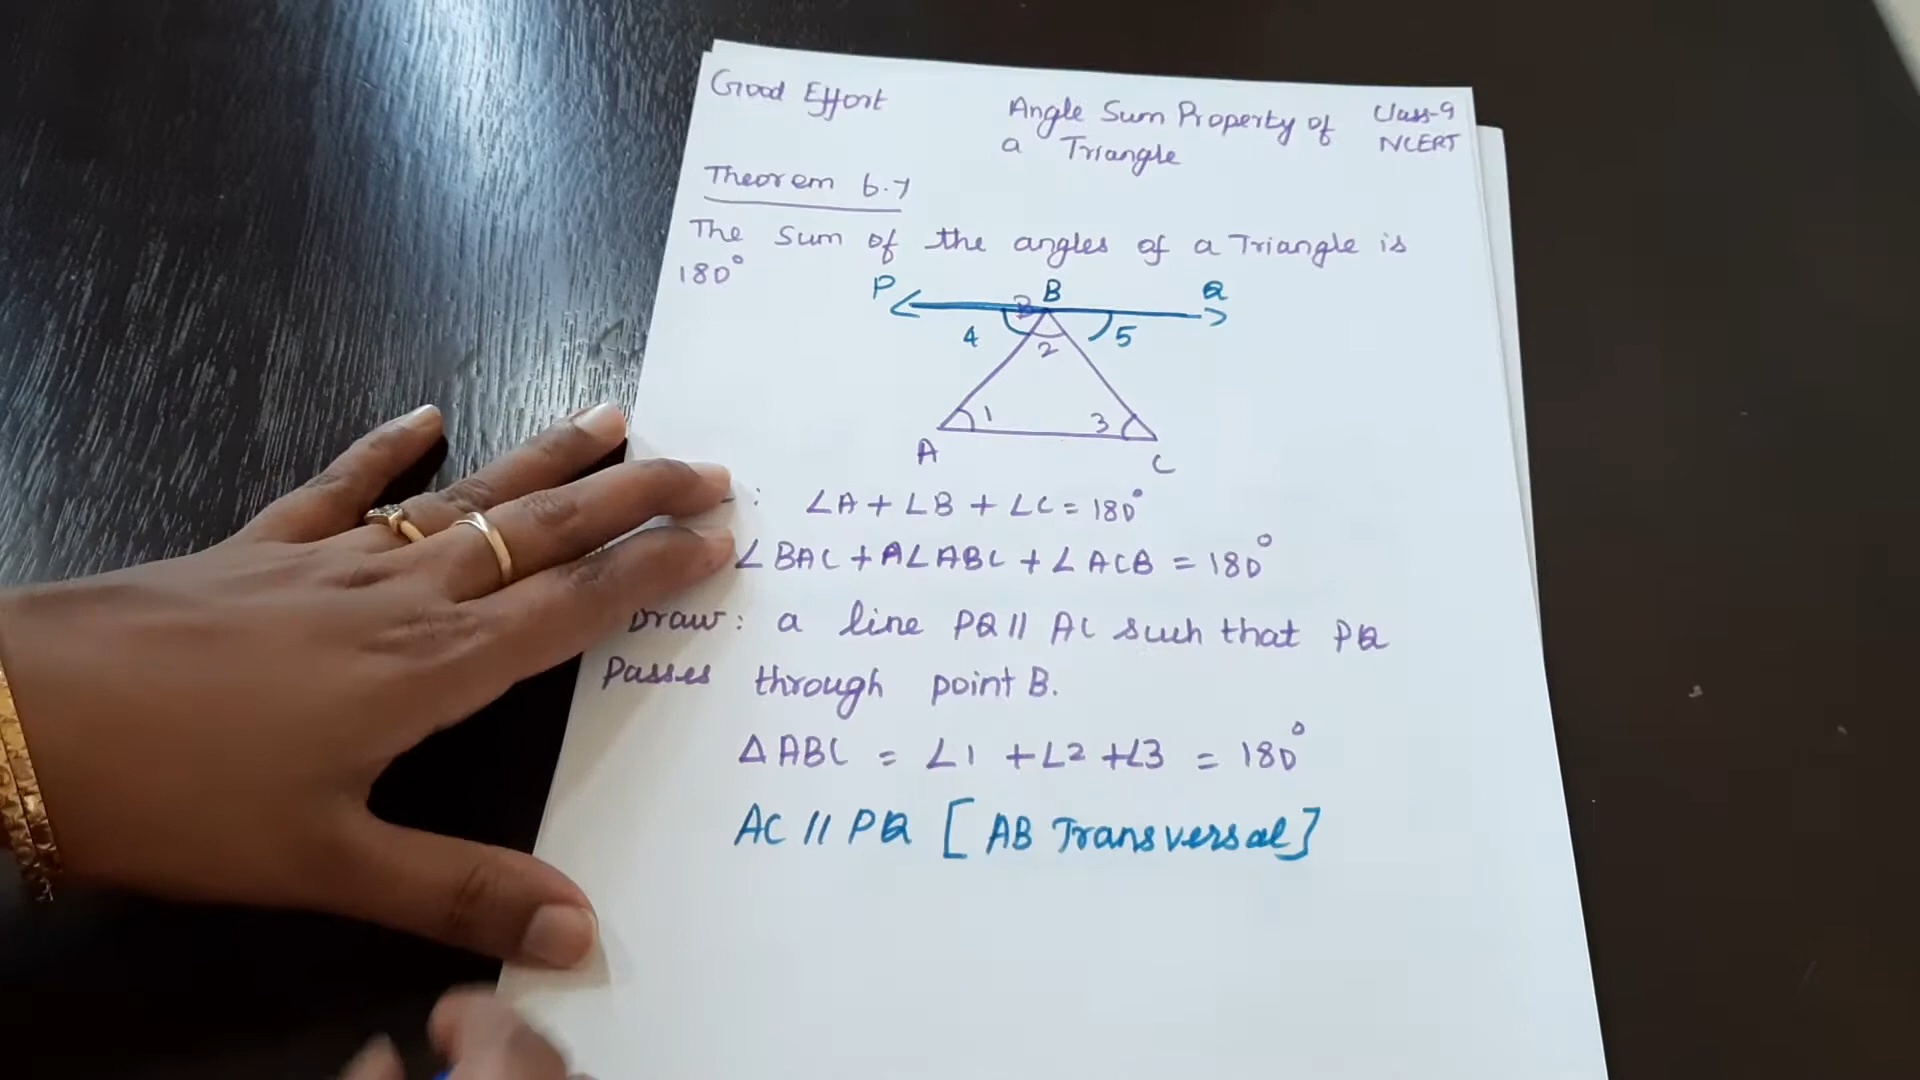 Good Effort
Angle Sum Property of
a Triangle
Class-9
NCERT
Theorem 6.7
The Sum of the angles of a Triangle is
180°
P
B
B
Q
4
2
5
1
3
A
C
: ∠A + ∠B + ∠C = 180°
∠BAC + A∠ABC + ∠ACB = 180°
Draw: a line PQ || AC such that PQ
Passes through point B.
△ABC = ∠1 + ∠2 + ∠3 = 180°
AC || PQ [AB Transversal]